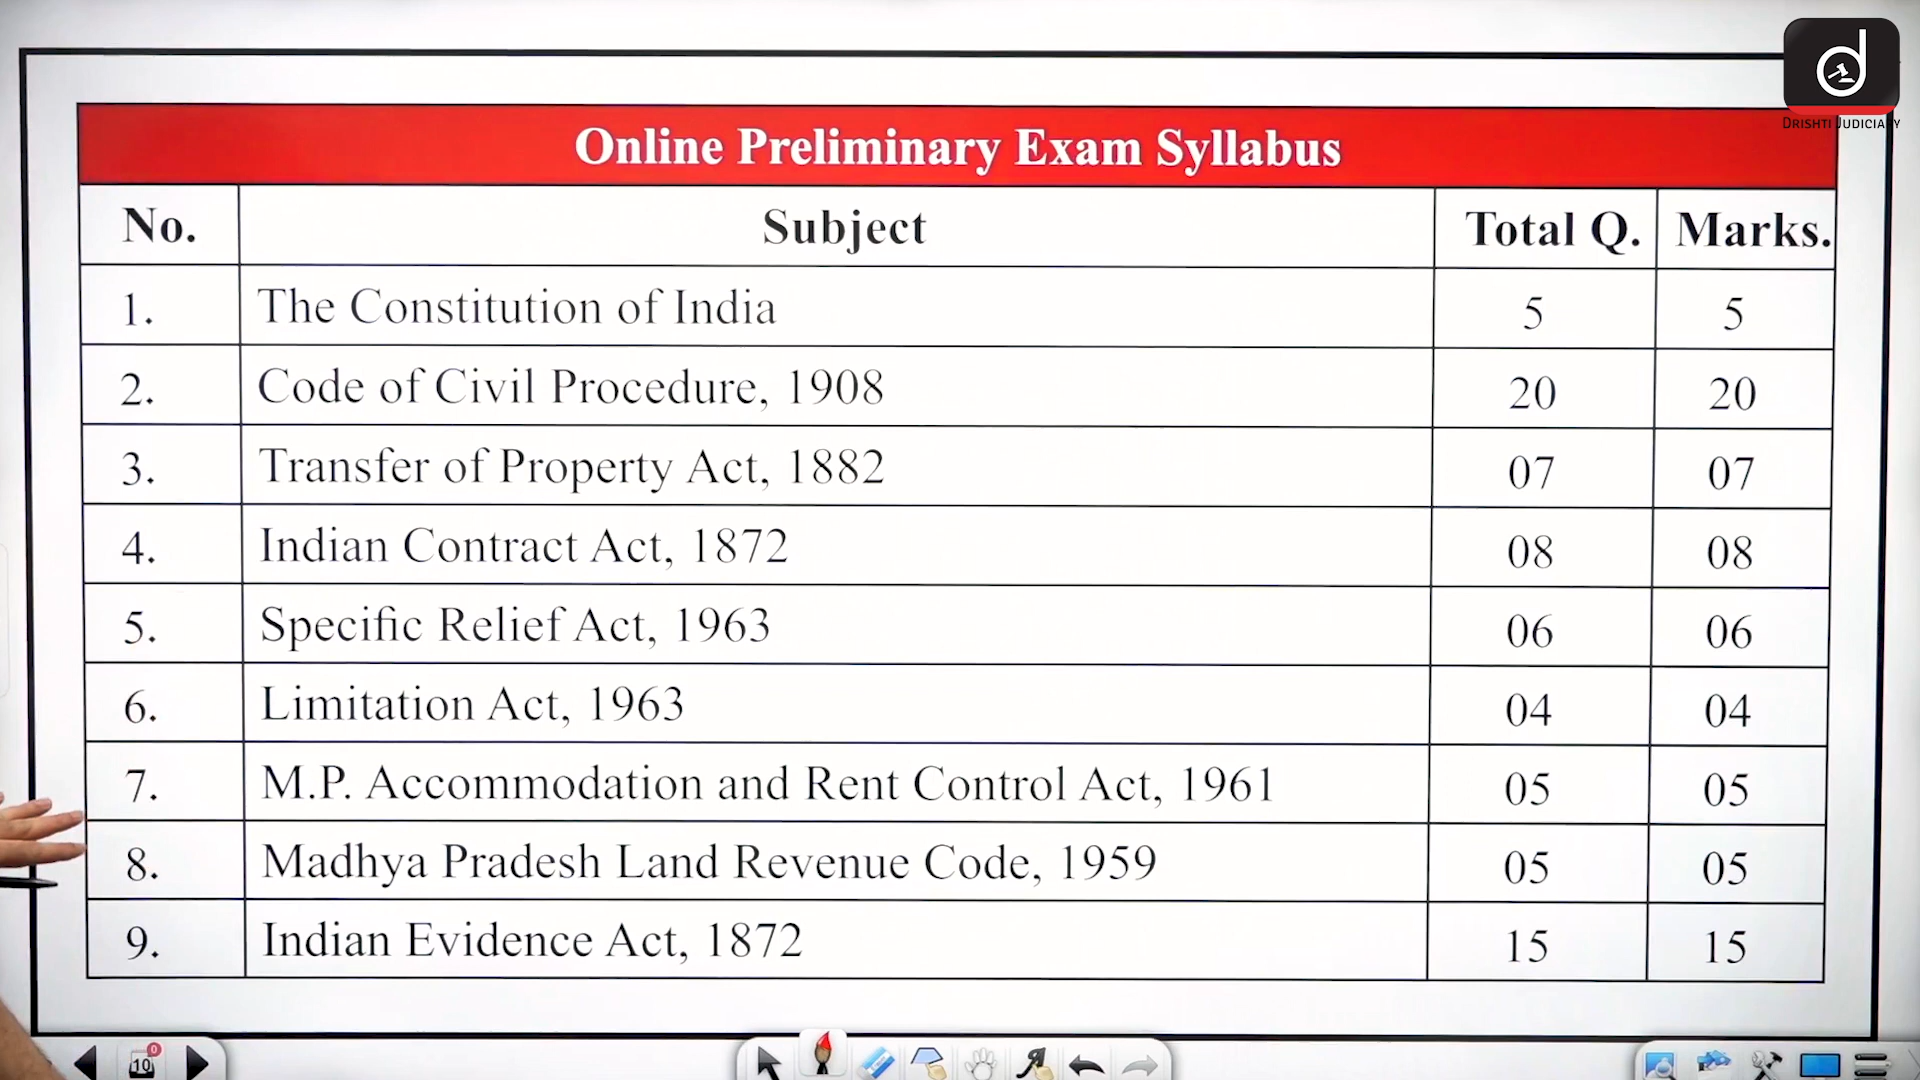 DRISHTI JUDICIARY
Online Preliminary Exam Syllabus
No. Subject Total Q. Marks.
1. The Constitution of India 5 5
2. Code of Civil Procedure, 1908 20 20
3. Transfer of Property Act, 1882 07 07
4. Indian Contract Act, 1872 08 08
5. Specific Relief Act, 1963 06 06
6. Limitation Act, 1963 04 04
7. M.P. Accommodation and Rent Control Act, 1961 05 05
8. Madhya Pradesh Land Revenue Code, 1959 05 05
9. Indian Evidence Act, 1872 15 15
10 0